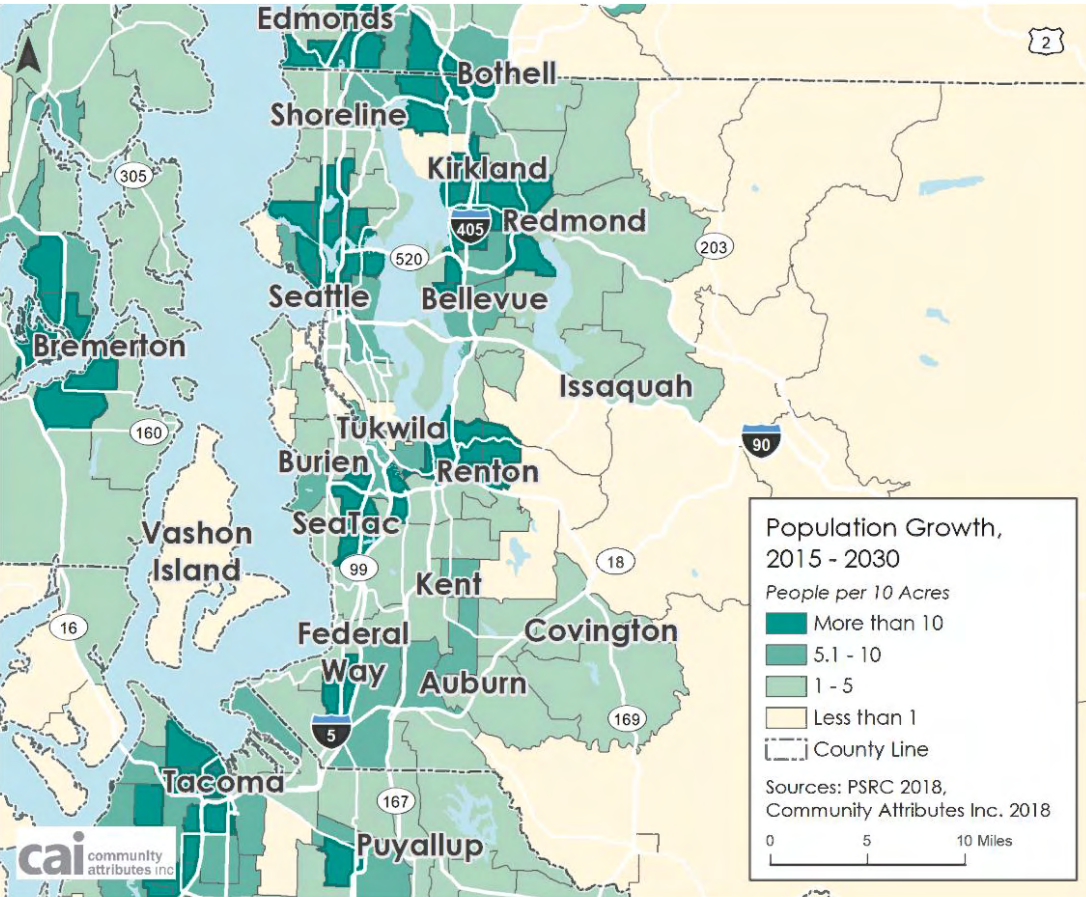 Edmonds
2
Bothell
Shoreline
Kirkland
305
405
Redmond
203
520
Seattle
Bellevue
Bremerton
Issaquah
160
Tukwila
90
Burien
Renton
SeaTac
Vashon
Island
99
18
Kent
16
Federal
Way
Covington
Auburn
169
5
Tacoma
167
Puyallup
Population Growth,
2015 - 2030
People per 10 Acres
More than 10
5.1 - 10
1 - 5
Less than 1
County Line
Sources: PSRC 2018,
Community Attributes Inc. 2018
0 5 10 Miles
cai community
attributes inc